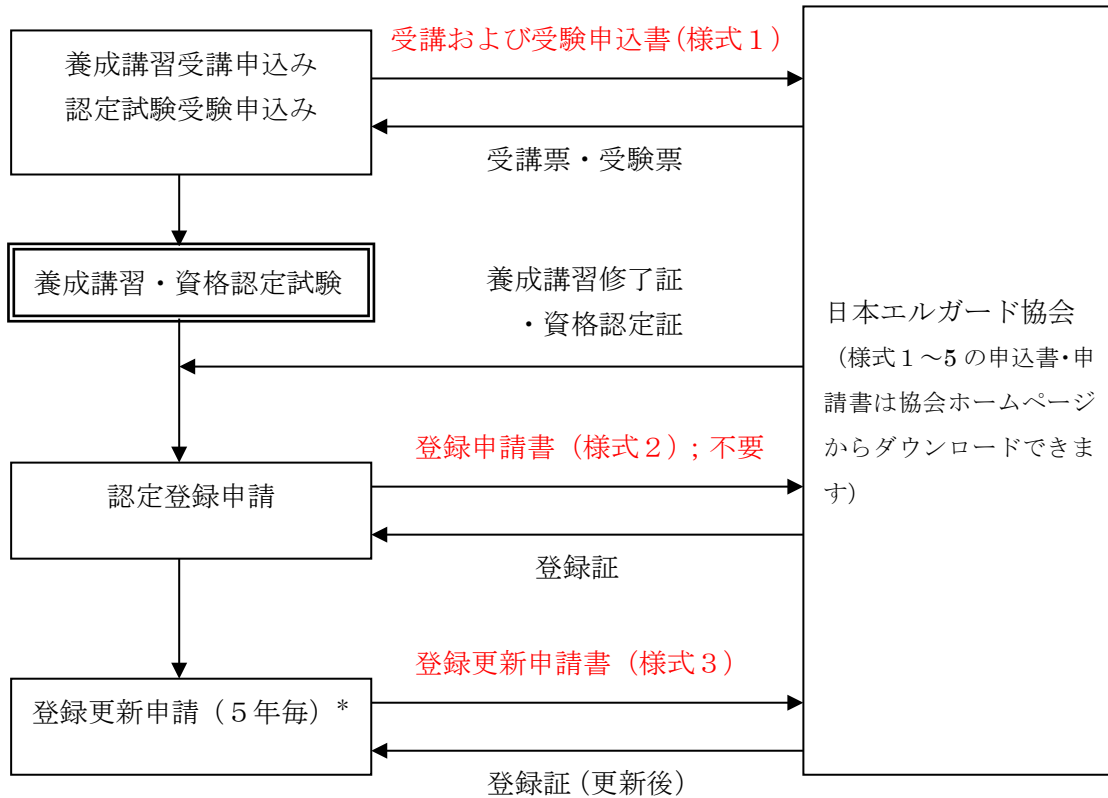 受講および受験申込書(様式１)
養成講習受講申込み
認定試験受験申込み
受講票・受験票
養成講習・資格認定試験
養成講習修了証
・資格認定証
日本エルガード協会
（様式１～5 の申込書･申
請書は協会ホームページ
からダウンロードできま
す）
登録申請書（様式２）; 不要
認定登録申請
登録証
登録更新申請書（様式３）
登録更新申請（５年毎）*
登録証（更新後）